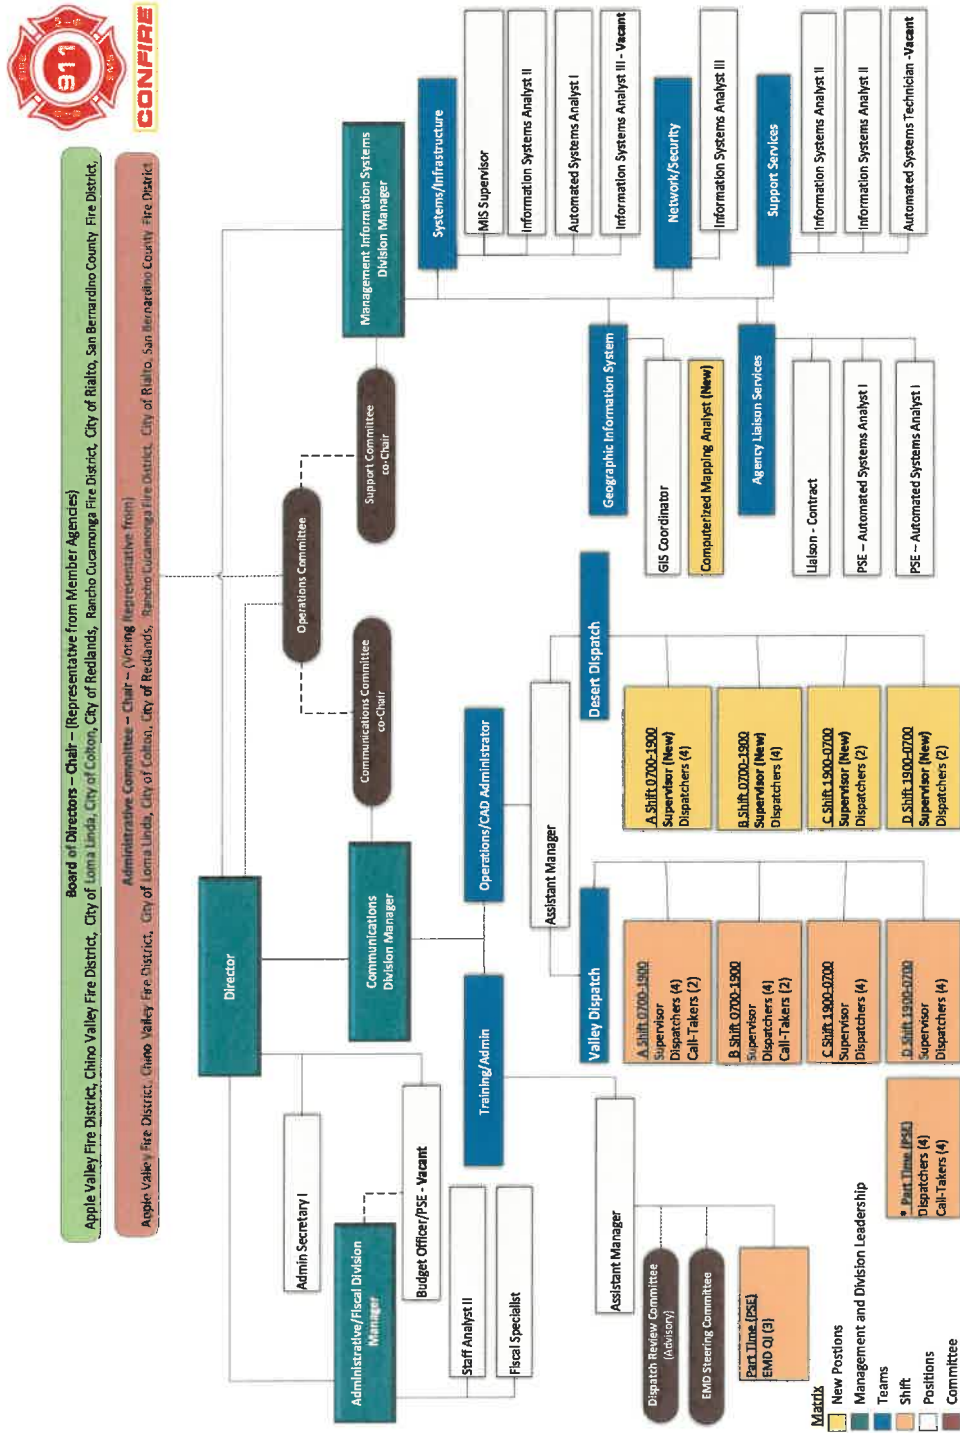 FIRE
911
EMS
CONFIRE
Board of Directors – Chair – (Representative from Member Agencies)
Apple Valley Fire District, Chino Valley Fire District, City of Loma Linda, City of Colton, City of Redlands, Rancho Cucamonga Fire District, City of Rialto, San Bernardino County Fire District,
Administrative Committee – Chair – (Voting Representative from)
Apple Valley Fire District, Chino Valley Fire District, City of Loma Linda, City of Colton, City of Redlands, Rancho Cucamonga Fire District, City of Rialto, San Bernardino County Fire District
Director
Operations Committee
Communications Committee
co-Chair
Support Committee
co-Chair
Admin Secretary I
Administrative/Fiscal Division
Manager
Budget Officer/PSE - Vacant
Staff Analyst II
Fiscal Specialist
Communications
Division Manager
Management Information Systems
Division Manager
Training/Admin
Operations/CAD Administrator
Assistant Manager
Dispatch Review Committee
(Advisory)
EMD Steering Committee
Part Time (PSE)
EMD QI (3)
Assistant Manager
Valley Dispatch
A Shift 0700-1900
Supervisor
Dispatchers (4)
Call-Takers (2)
B Shift 0700-1900
Supervisor
Dispatchers (4)
Call-Takers (2)
C Shift 1900-0700
Supervisor
Dispatchers (4)
D Shift 1900-0700
Supervisor
Dispatchers (4)
* Part Time (PSE)
Dispatchers (4)
Call-Takers (4)
Desert Dispatch
A Shift 0700-1900
Supervisor (New)
Dispatchers (4)
B Shift 0700-1900
Supervisor (New)
Dispatchers (4)
C Shift 1900-0700
Supervisor (New)
Dispatchers (2)
D Shift 1900-0700
Supervisor (New)
Dispatchers (2)
Systems/Infrastructure
MIS Supervisor
Information Systems Analyst II
Automated Systems Analyst I
Information Systems Analyst III - Vacant
Geographic Information System
GIS Coordinator
Computerized Mapping Analyst (New)
Network/Security
Information Systems Analyst III
Agency Liaison Services
Liaison - Contract
PSE – Automated Systems Analyst I
PSE – Automated Systems Analyst I
Support Services
Information Systems Analyst II
Information Systems Analyst II
Automated Systems Technician -Vacant
Matrix
New Postions
Management and Division Leadership
Teams
Shift
Positions
Committee